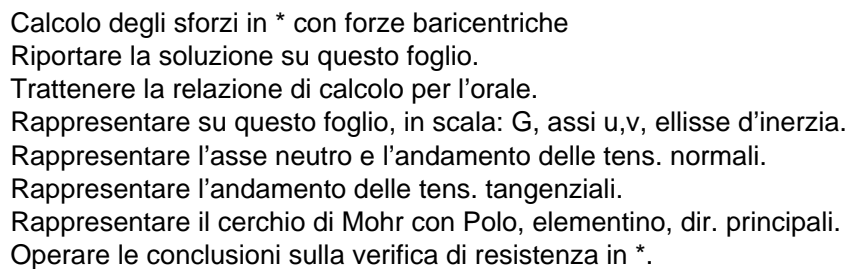 Calcolo degli sforzi in * con forze baricentriche
Riportare la soluzione su questo foglio.
Trattenere la relazione di calcolo per l'orale.
Rappresentare su questo foglio, in scala: G, assi u,v, ellisse d'inerzia.
Rappresentare l'asse neutro e l'andamento delle tens. normali.
Rappresentare l'andamento delle tens. tangenziali.
Rappresentare il cerchio di Mohr con Polo, elementino, dir. principali.
Operare le conclusioni sulla verifica di resistenza in *.